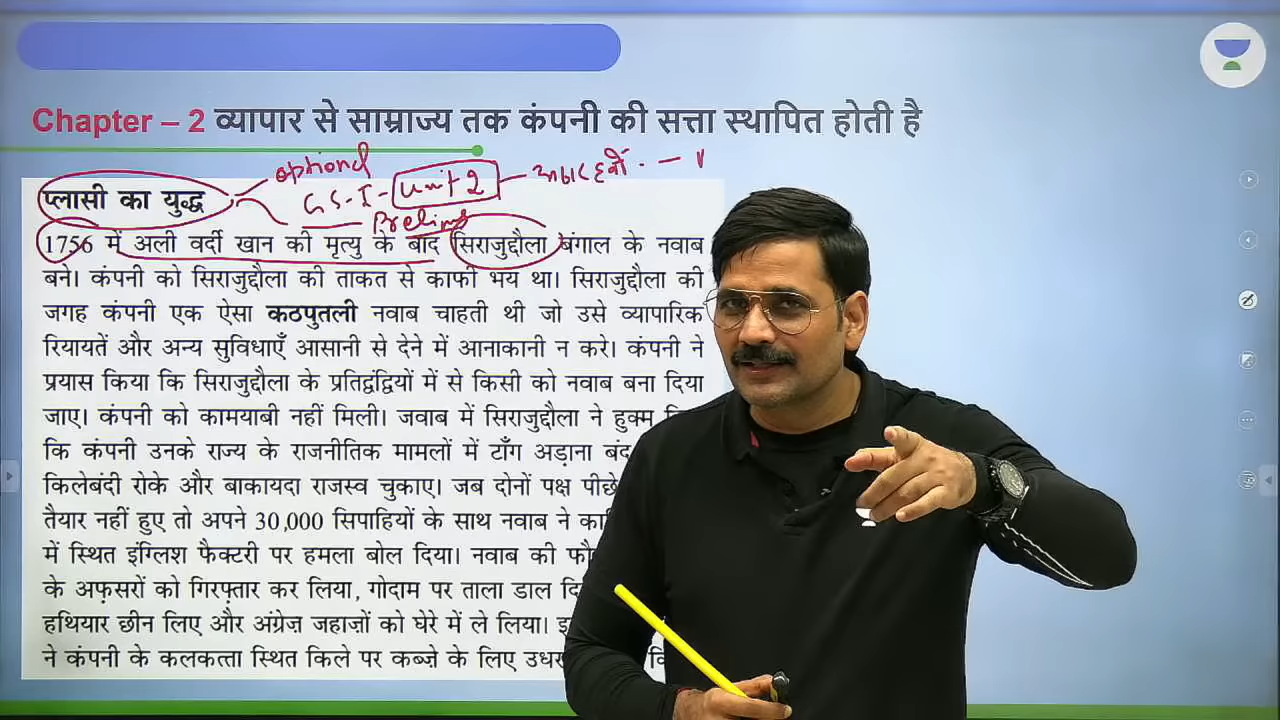 Chapter – 2 व्यापार से साम्राज्य तक कंपनी की सत्ता स्थापित होती है
optional
प्लासी का युद्ध
GS-I- Unit 2
Prelims
1756 में अली वर्दी खान की मृत्यु के बाद सिराजुद्दौला बंगाल के नवाब
बने। कंपनी को सिराजुद्दौला की ताकत से काफी भय था। सिराजुद्दौला की
जगह कंपनी एक ऐसा कठपुतली नवाब चाहती थी जो उसे व्यापारिक
रियायतें और अन्य सुविधाएँ आसानी से देने में आनाकानी न करे। कंपनी ने
प्रयास किया कि सिराजुद्दौला के प्रतिद्वंद्वियों में से किसी को नवाब बना दिया
जाए। कंपनी को कामयाबी नहीं मिली। जवाब में सिराजुद्दौला ने हुक्म
कि कंपनी उनके राज्य के राजनीतिक मामलों में टाँग अड़ाना बंद
किलेबंदी रोके और बाकायदा राजस्व चुकाए। जब दोनों पक्ष पीछे
तैयार नहीं हुए तो अपने 30,000 सिपाहियों के साथ नवाब ने
में स्थित इंग्लिश फैक्टरी पर हमला बोल दिया। नवाब की
के अफ़सरों को गिरफ़्तार कर लिया, गोदाम पर ताला डाल
हथियार छीन लिए और अंग्रेज़ जहाज़ों को घेरे में ले लिया।
ने कंपनी के कलकत्ता स्थित किले पर कब्ज़े के लिए